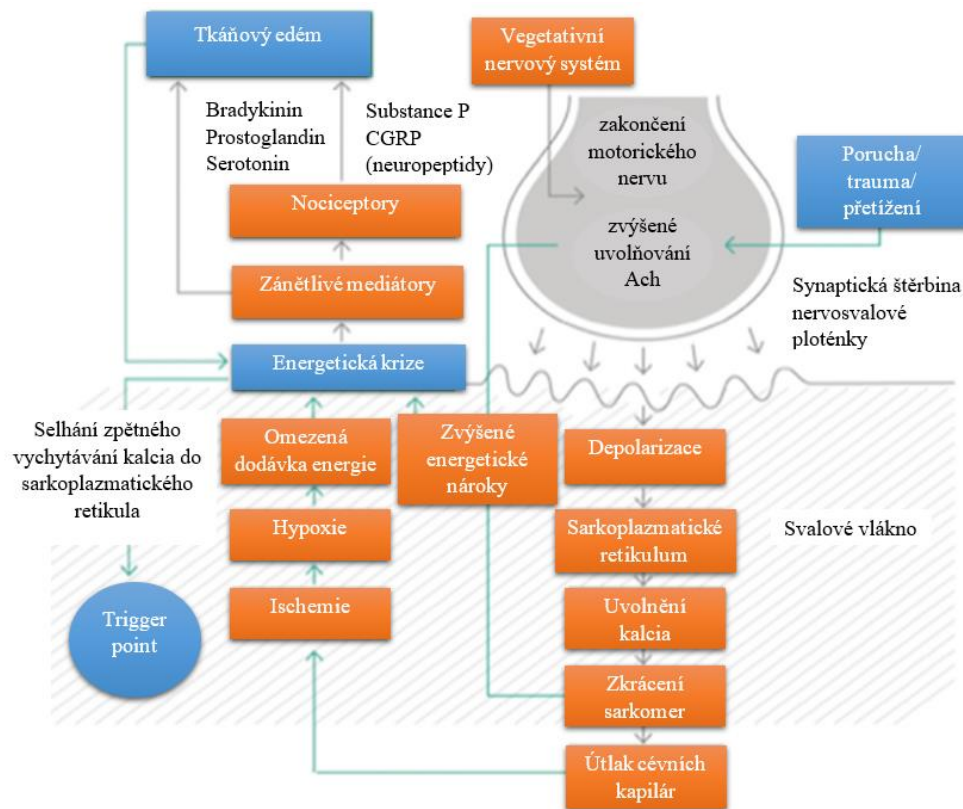 Tkáňový edém
Vegetativní
nervový systém
Bradykinin
Prostoglandin
Serotonin
Substance P
CGRP
(neuropeptidy)
zakončení
motorického
nervu
Porucha/
trauma/
přetížení
Nociceptory
zvýšené
uvolňování
Ach
Zánětlivé mediátory
Synaptická štěrbina
nervosvalové
ploténky
Energetická krize
Selhání zpětného
vychytávání kalcia do
sarkoplazmatického
retikula
Omezená
dodávka energie
Zvýšené
energetické
nároky
Depolarizace
Hypoxie
Sarkoplazmatické
retikulum
Svalové vlákno
Ischemie
Uvolnění
kalcia
Trigger
point
Zkrácení
sarkomer
Útlak cévních
kapilár